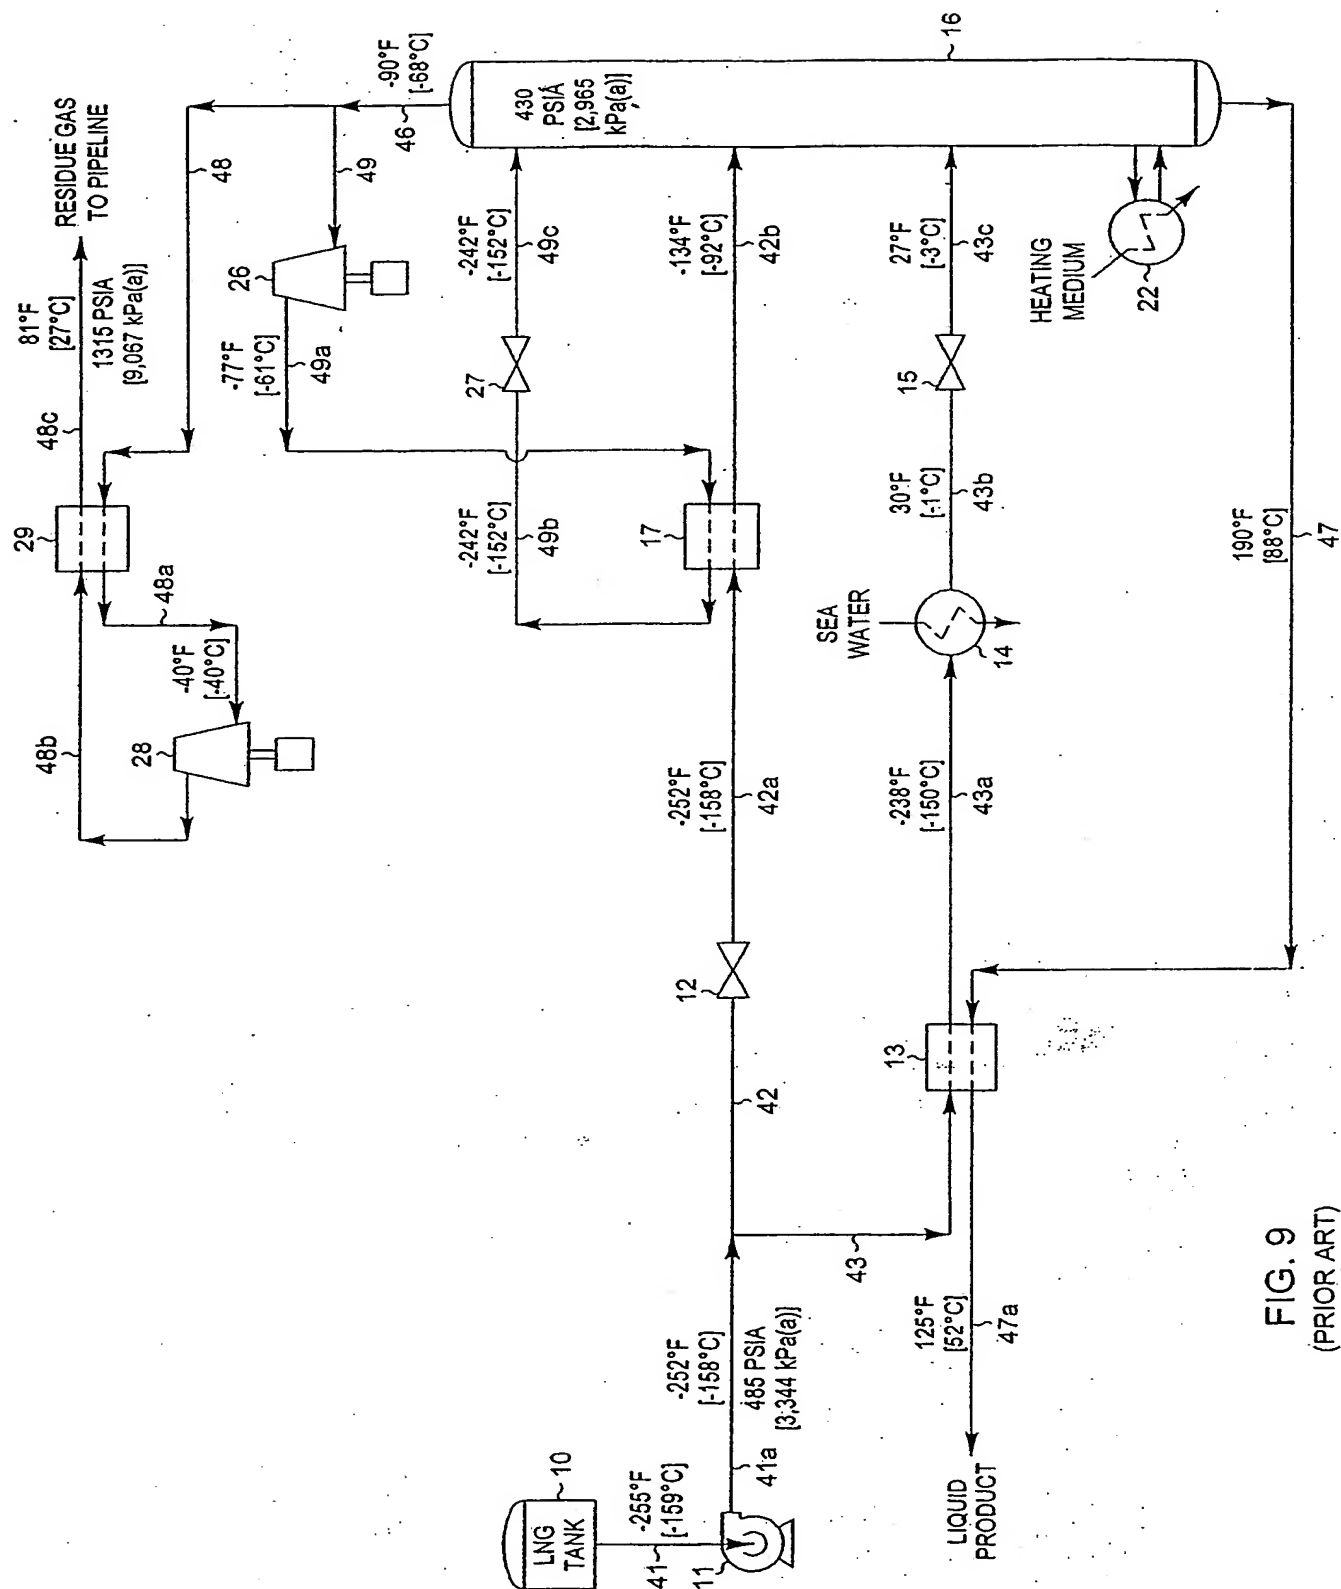 RESIDUE GAS
TO PIPELINE
81°F
[27°C]
1315 PSIA
[9,067 kPa(a)]
48c
29
48
-90°F
[-68°C]
46
16
430
PSIA
[2,965
kPa(a)]
49
26
-77°F
[-61°C]
49a
48a
-40°F
[-40°C]
48b
28
-242°F
[-152°C]
49c
27
-242°F
[-152°C]
49b
17
-134°F
[-92°C]
42b
-252°F
[-158°C]
42a
12
42
27°F
[-3°C]
43c
15
30°F
[-1°C]
43b
SEA
WATER
14
-238°F
[-150°C]
43a
13
43
HEATING
MEDIUM
22
190°F
[88°C]
47
125°F
[52°C]
47a
LIQUID
PRODUCT
-252°F
[-158°C]
485 PSIA
[3,344 kPa(a)]
41a
LNG
TANK
10
-255°F
[-159°C]
41
11
FIG. 9
(PRIOR ART)